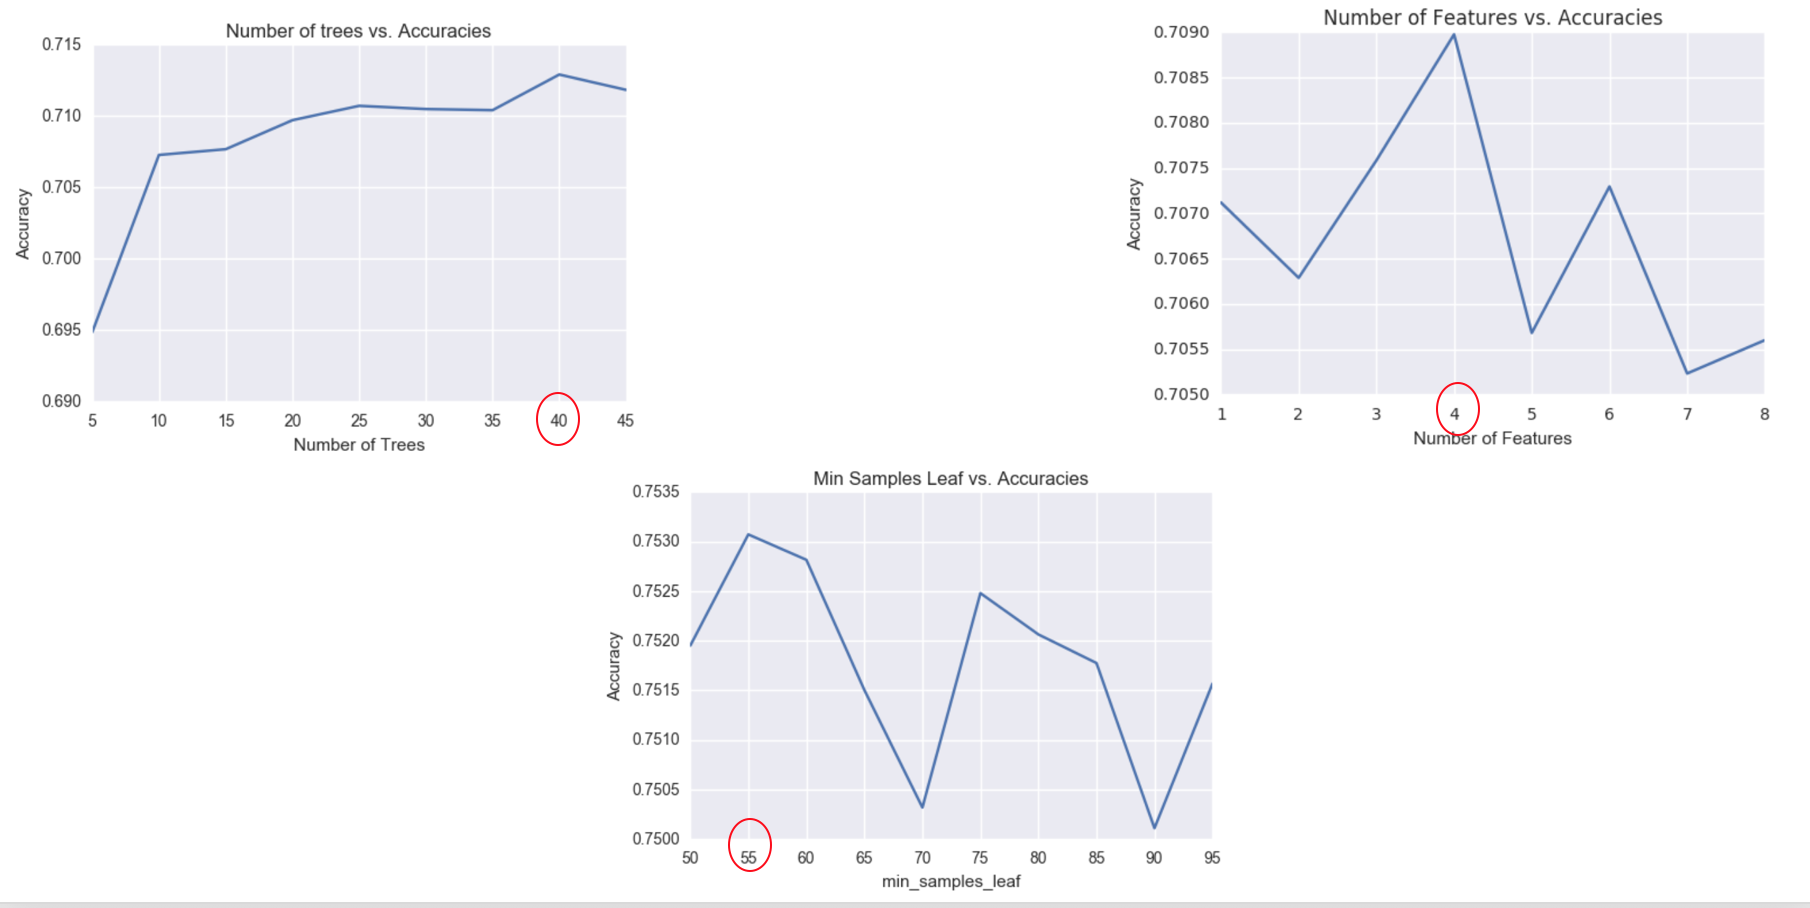 Number of trees vs. Accuracies
0.715
0.710
0.705
0.700
0.695
0.690
Accuracy
5 10 15 20 25 30 35 40 45
Number of Trees
Number of Features vs. Accuracies
0.7090
0.7085
0.7080
0.7075
0.7070
0.7065
0.7060
0.7055
0.7050
Accuracy
1 2 3 4 5 6 7 8
Number of Features
Min Samples Leaf vs. Accuracies
0.7535
0.7530
0.7525
0.7520
0.7515
0.7510
0.7505
0.7500
Accuracy
50 55 60 65 70 75 80 85 90 95
min_samples_leaf